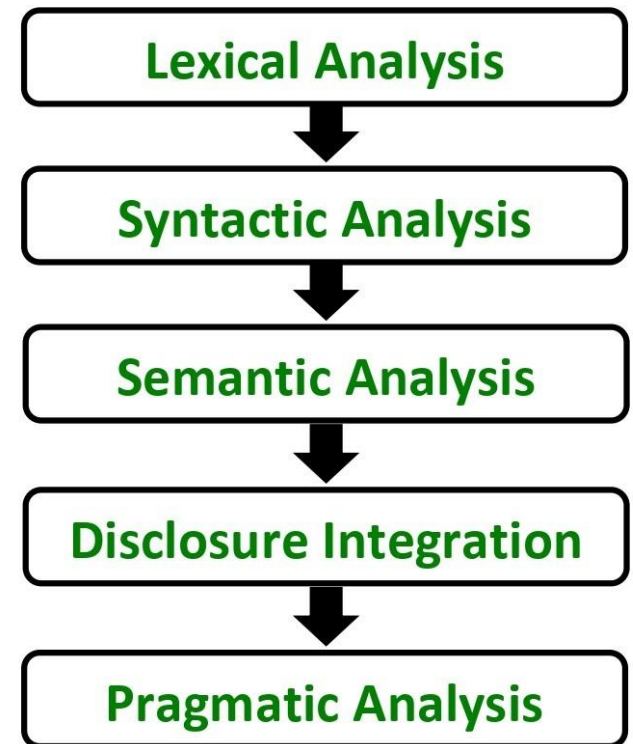 Lexical Analysis
Syntactic Analysis
Semantic Analysis
Disclosure Integration
Pragmatic Analysis